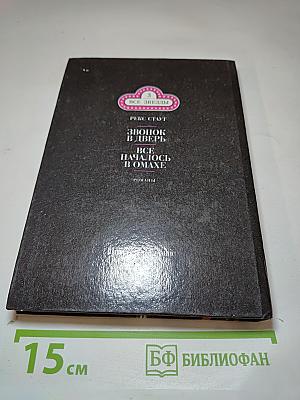 3
ВСЕ ЗВЕЗДЫ
РЕКС СТАУТ
ЗВОНОК
В ДВЕРЬ
ВСЕ
НАЧАЛОСЬ
В ОМАХЕ
РОМАНЫ
15 см
БФ БИБЛИОФАН